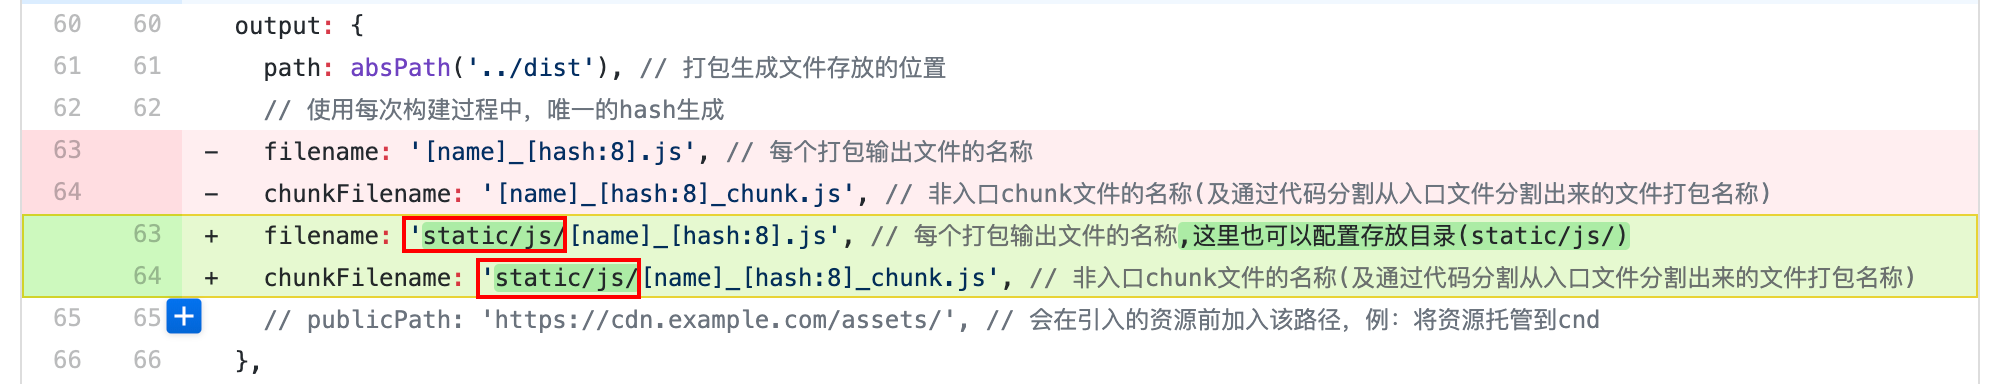 60 60 output: {
61 61 path: absPath('../dist'), // 打包生成文件存放的位置
62 62 // 使用每次构建过程中，唯一的hash生成
63 - filename: '[name]_[hash:8].js', // 每个打包输出文件的名称
64 - chunkFilename: '[name]_[hash:8]_chunk.js', // 非入口chunk文件的名称(及通过代码分割从入口文件分割出来的文件打包名称)
63 + filename: 'static/js/[name]_[hash:8].js', // 每个打包输出文件的名称,这里也可以配置存放目录(static/js/)
64 + chunkFilename: 'static/js/[name]_[hash:8]_chunk.js', // 非入口chunk文件的名称(及通过代码分割从入口文件分割出来的文件打包名称)
65 65 + // publicPath: 'https://cdn.example.com/assets/', // 会在引入的资源前加入该路径，例：将资源托管到cnd
66 66 },